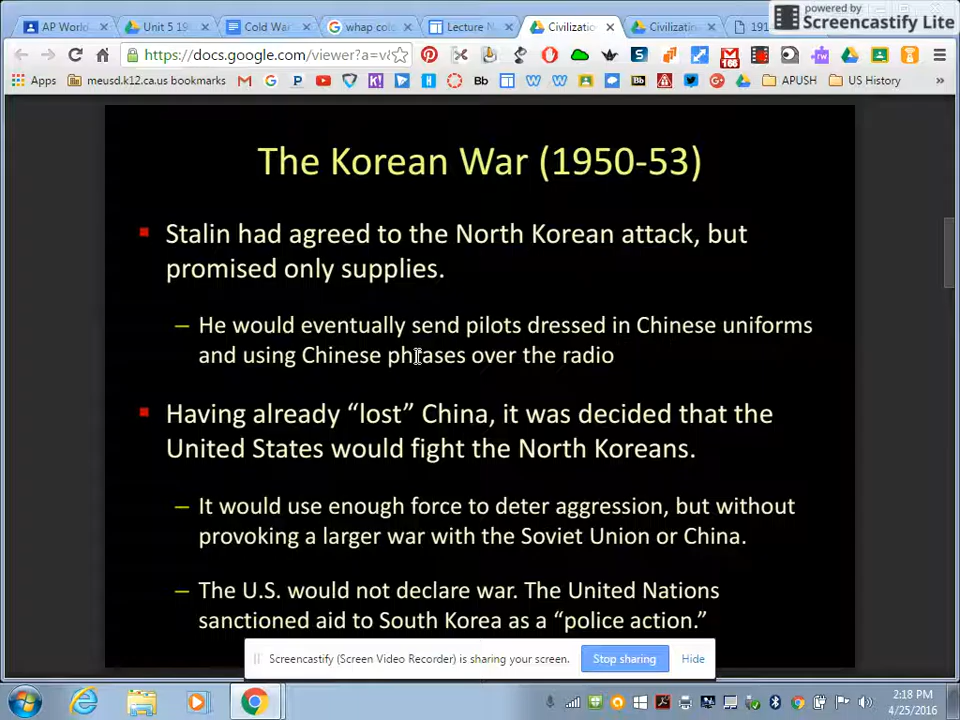 AP World
Unit 5 19
Cold War
whap col
Lecture N
Civilizatio
Civilizatio
191
powered by
Screencastify Lite
https://docs.google.com/viewer?a=v&
Apps
meusd.k12.ca.us bookmarks
Bb
APUSH
US History
The Korean War (1950-53)
Stalin had agreed to the North Korean attack, but
promised only supplies.
– He would eventually send pilots dressed in Chinese uniforms
and using Chinese phrases over the radio
Having already “lost” China, it was decided that the
United States would fight the North Koreans.
– It would use enough force to deter aggression, but without
provoking a larger war with the Soviet Union or China.
– The U.S. would not declare war. The United Nations
sanctioned aid to South Korea as a “police action.”
Screencastify (Screen Video Recorder) is sharing your screen.
Stop sharing
Hide
2:18 PM
4/25/2016